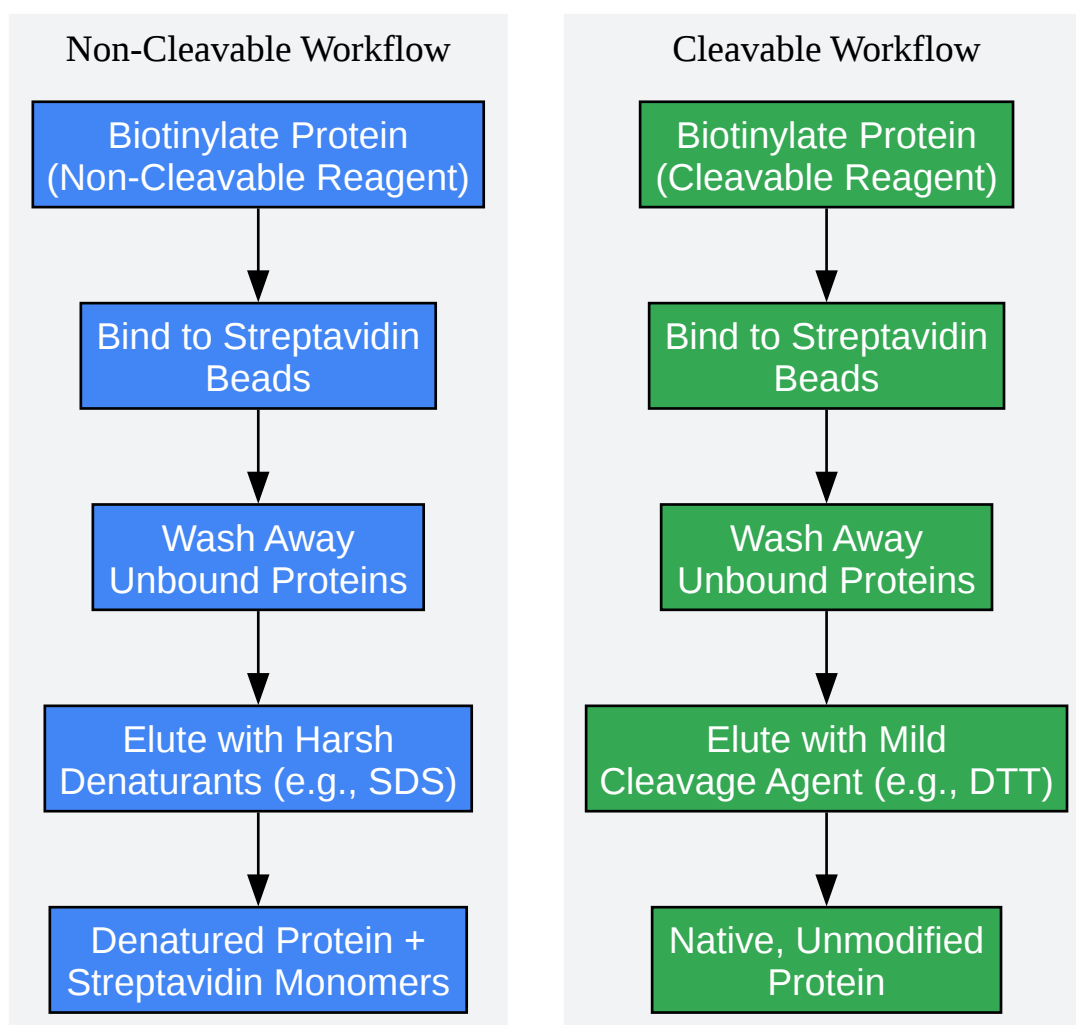 Non-Cleavable Workflow
Biotinylate Protein
(Non-Cleavable Reagent)
Bind to Streptavidin
Beads
Wash Away
Unbound Proteins
Elute with Harsh
Denaturants (e.g., SDS)
Denatured Protein +
Streptavidin Monomers
Cleavable Workflow
Biotinylate Protein
(Cleavable Reagent)
Bind to Streptavidin
Beads
Wash Away
Unbound Proteins
Elute with Mild
Cleavage Agent (e.g., DTT)
Native, Unmodified
Protein